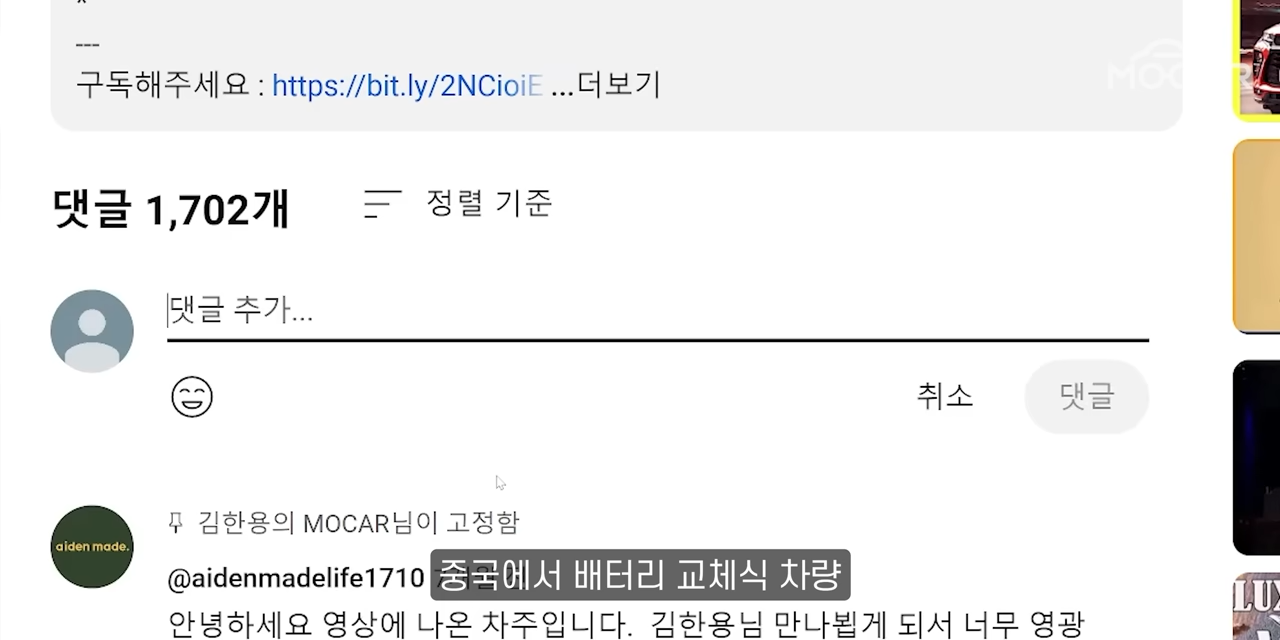 ---
구독해주세요 : https://bit.ly/2NCioiE ...더보기
MOCAR
댓글 1,702개
정렬 기준
댓글 추가...
취소
댓글
김한용의 MOCAR님이 고정함
aiden made.
@aidenmadelife1710
중국에서 배터리 교체식 차량
안녕하세요 영상에 나온 차주입니다. 김한용님 만나뵙게 되서 너무 영광